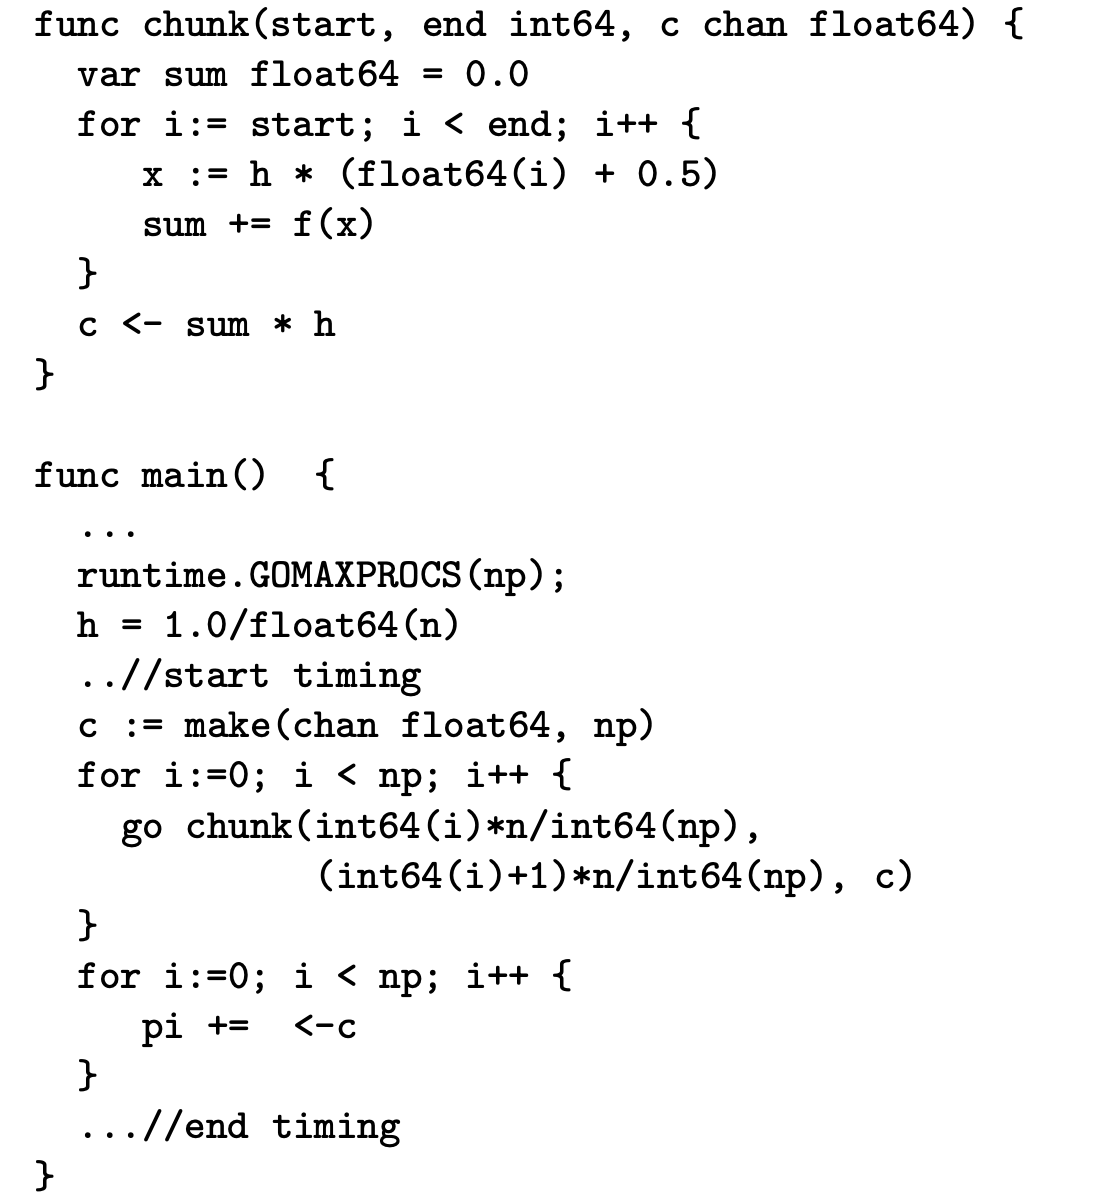 func chunk(start, end int64, c chan float64) {
  var sum float64 = 0.0
  for i:= start; i < end; i++ {
     x := h * (float64(i) + 0.5)
     sum += f(x)
  }
  c <- sum * h
}

func main()  {
  ...
  runtime.GOMAXPROCS(np);
  h = 1.0/float64(n)
  ..//start timing
  c := make(chan float64, np)
  for i:=0; i < np; i++ {
    go chunk(int64(i)*n/int64(np),
             (int64(i)+1)*n/int64(np), c)
  }
  for i:=0; i < np; i++ {
     pi +=  <-c
  }
  ...//end timing
}